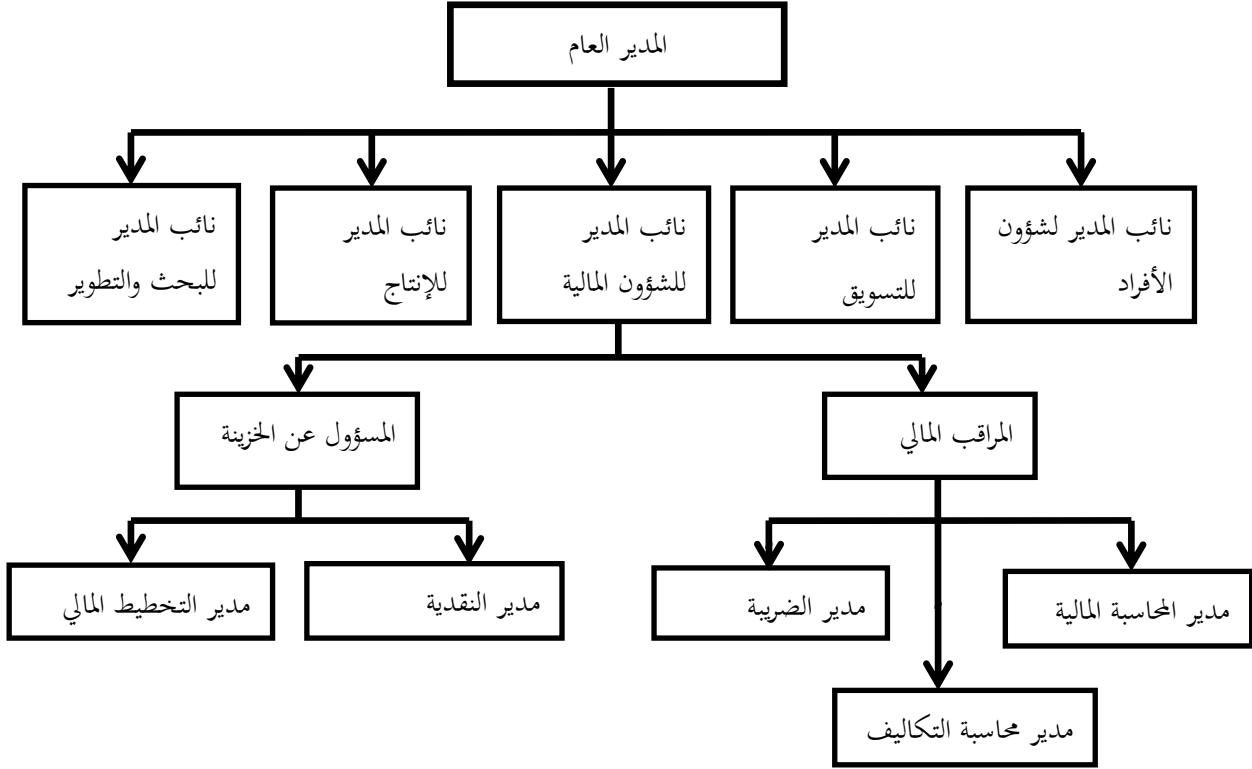 المدير العام
نائب المدير لشؤون
الأفراد
نائب المدير
للتسويق
نائب المدير
للشؤون المالية
نائب المدير
للإنتاج
نائب المدير
للبحث والتطوير
المراقب المالي
المسؤول عن الخزينة
مدير المحاسبة المالية
مدير الضريبة
مدير النقدية
مدير التخطيط المالي
مدير محاسبة التكاليف